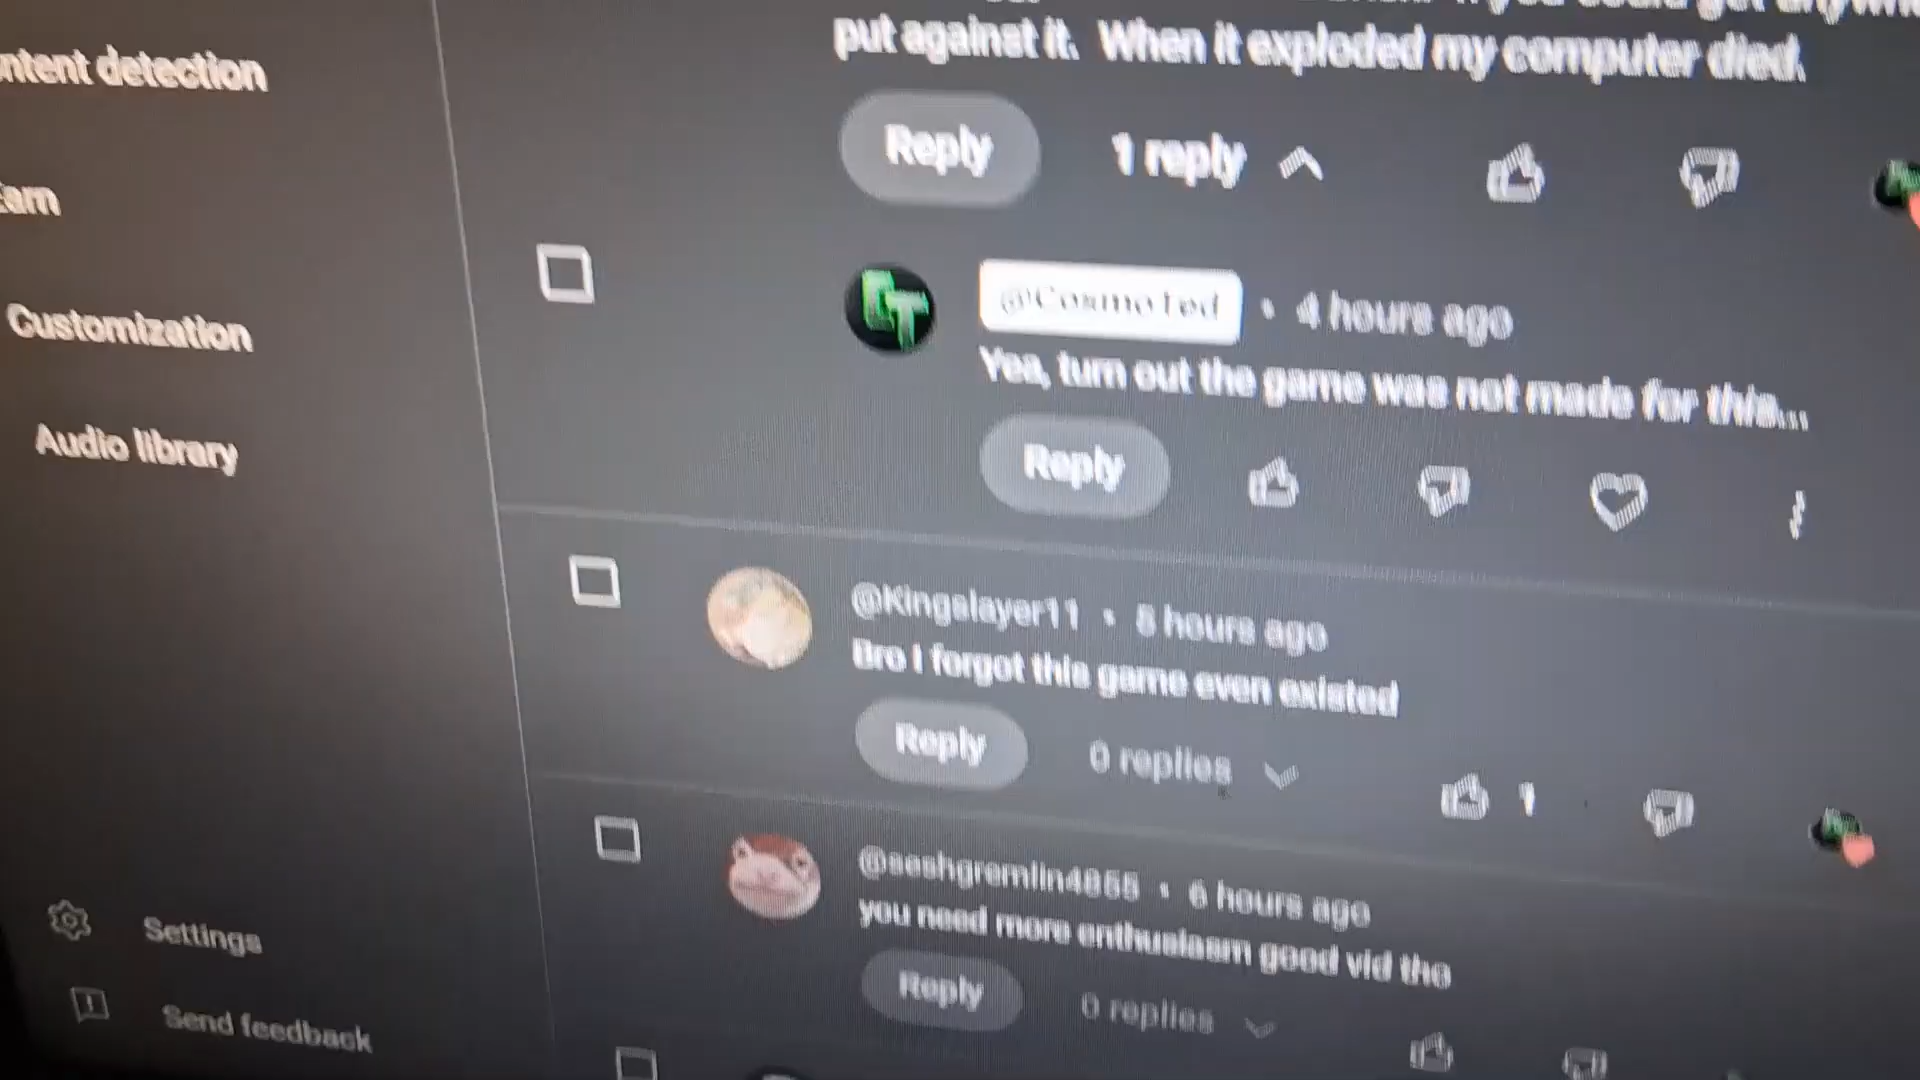 put against it. When it exploded my computer died.
Reply 1 reply
@CosmoTed • 4 hours ago
Yea, turn out the game was not made for this...
Reply
@Kingslayer11 • 5 hours ago
Bro I forgot this game even existed
Reply 0 replies 1
@seshgremlin4855 • 6 hours ago
you need more enthusiasm good vid tho
Reply 0 replies
ntent detection
Customization
Audio library
Settings
Send feedback